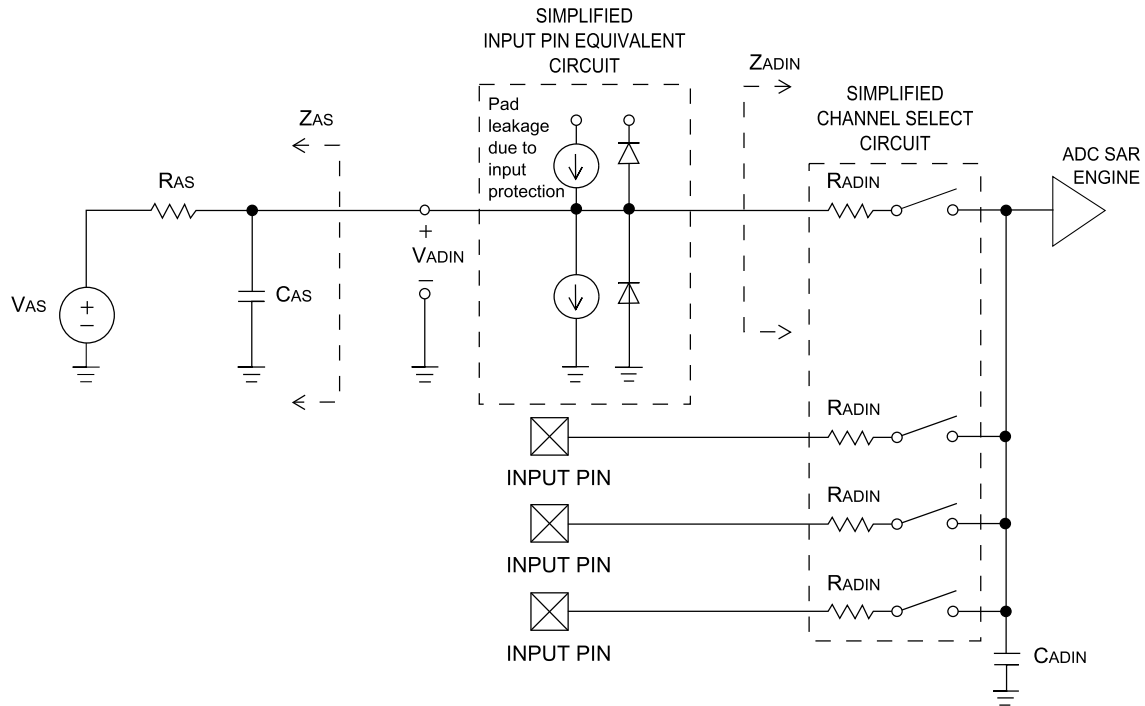 SIMPLIFIED
INPUT PIN EQUIVALENT
CIRCUIT
ZADIN
SIMPLIFIED
CHANNEL SELECT
CIRCUIT
Pad
leakage
due to
input
protection
ZAS
ADC SAR
ENGINE
RAS
RADIN
+
VADIN
−
VAS
+
−
CAS
RADIN
INPUT PIN
RADIN
INPUT PIN
RADIN
INPUT PIN
CADIN